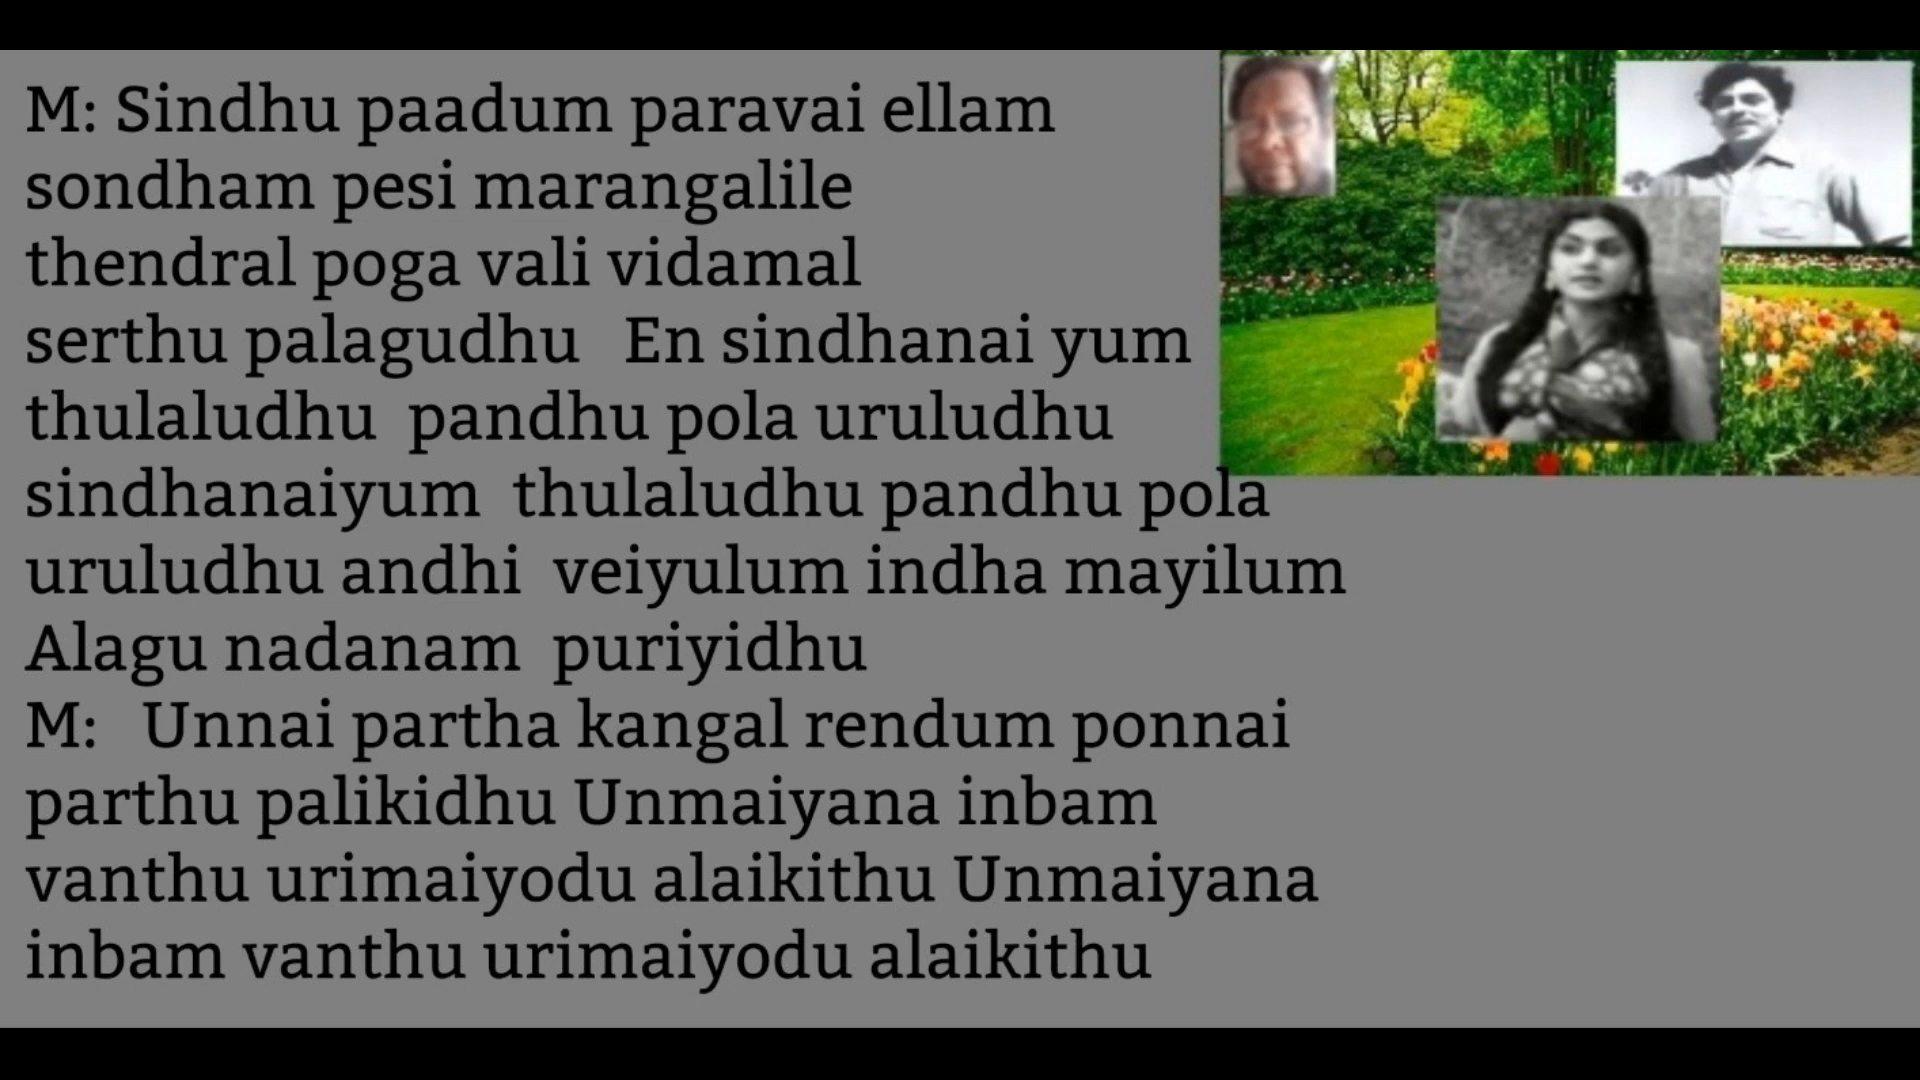 M: Sindhu paadum paravai ellam
sondham pesi marangalile
thendral poga vali vidamal
serthu palagudhu   En sindhanai yum
thulaludhu  pandhu pola uruludhu
sindhanaiyum  thulaludhu pandhu pola
uruludhu andhi  veiyulum indha mayilum
Alagu nadanam  puriyidhu
M:   Unnai partha kangal rendum ponnai
parthu palikidhu Unmaiyana inbam
vanthu urimaiyodu alaikithu Unmaiyana
inbam vanthu urimaiyodu alaikithu